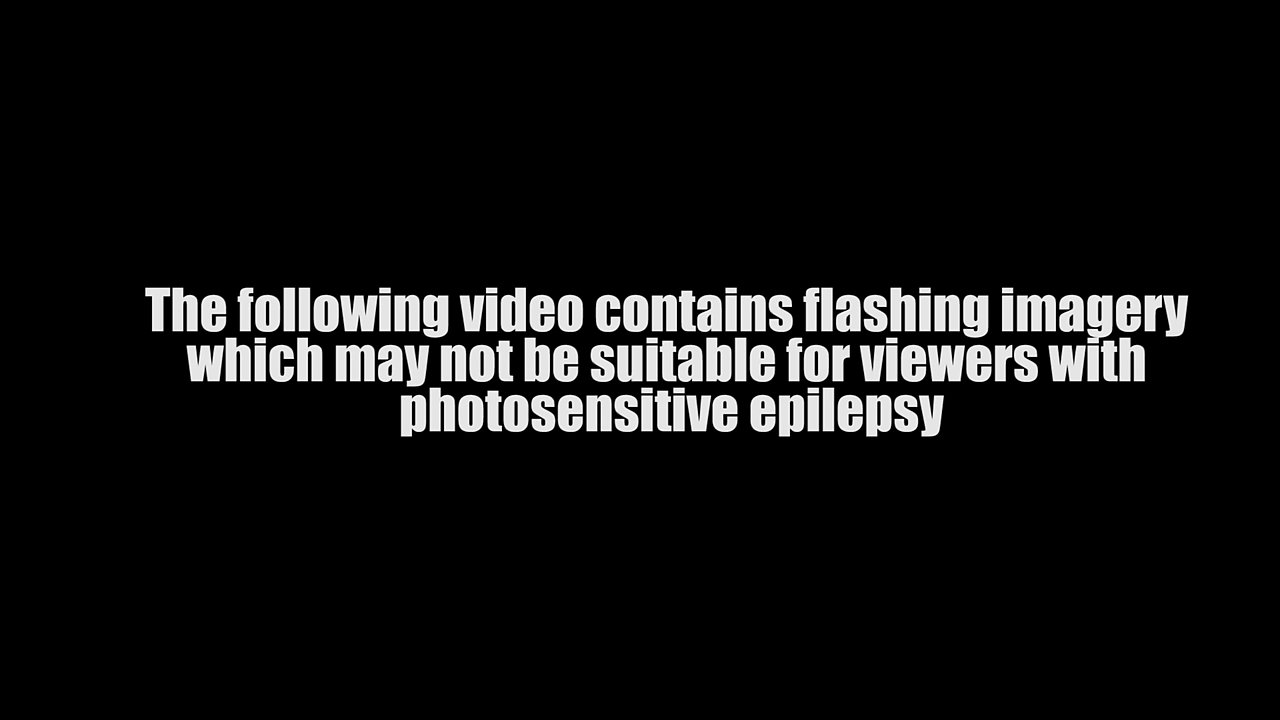 The following video contains flashing imagery
which may not be suitable for viewers with
photosensitive epilepsy